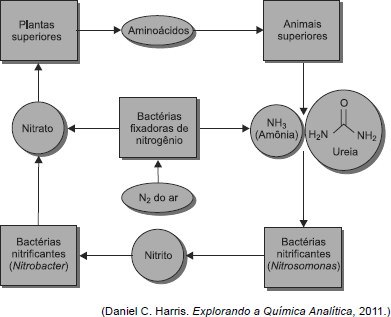 Plantas
superiores
Aminoácidos
Animais
superiores
Nitrato
Bactérias
fixadoras de
nitrogênio
NH3
(Amônia)
O
H2N
NH2
Ureia
N2 do ar
Bactérias
nitrificantes
(Nitrobacter)
Nitrito
Bactérias
nitrificantes
(Nitrosomonas)
(Daniel C. Harris. Explorando a Química Analítica, 2011.)